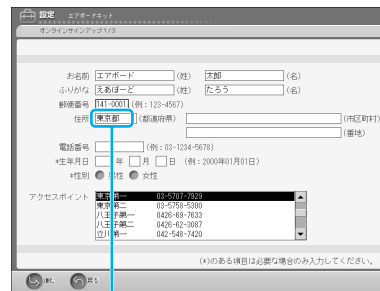 設定 エアーボードネット
オンラインサインアップ1/3
お名前 エアボード (姓) 太郎 (名)
ふりがな えあぼーど (姓) たろう (名)
郵便番号 141-0001 (例:123-4567)
住所 東京都 (都道府県) (市区町村)
(番地)
電話番号 (例:03-1234-5678)
*生年月日 年 月 日 (例:2000年01月01日)
*性別 男性 女性
アクセスポイント 東京第一 03-5707-7929
東京第二 03-5758-5300
八王子第一 0426-69-7633
八王子第二 0426-62-3087
立川第一 042-548-7420
(*)のある項目は必要な場合のみ入力してください。
進む 戻る